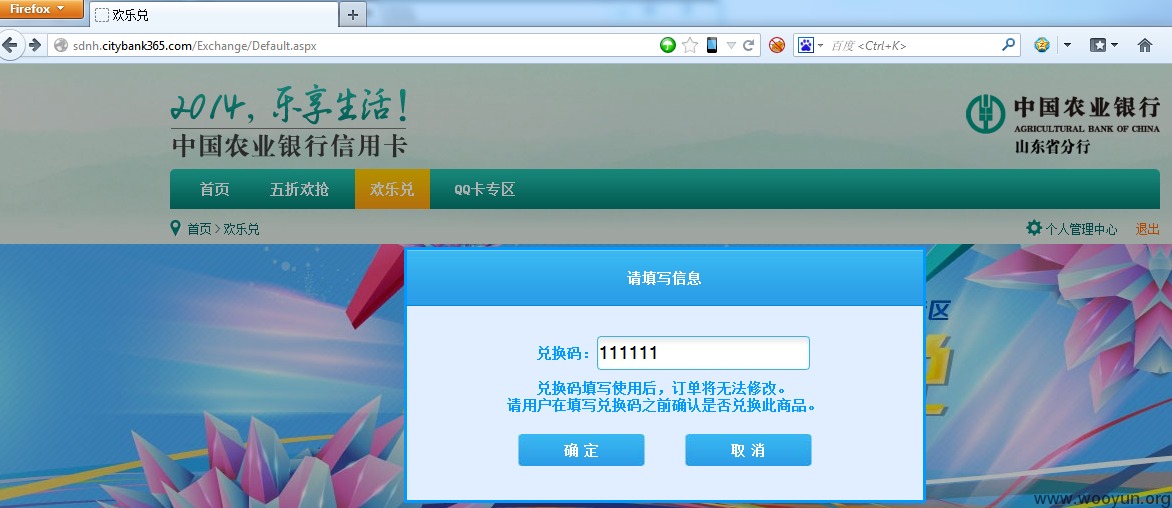 Firefox
欢乐兑
sdnh.citybank365.com/Exchange/Default.aspx
百度 <Ctrl+K>
2014,乐享生活!
中国农业银行信用卡
中国农业银行
AGRICULTURAL BANK OF CHINA
山东省分行
首页 五折欢抢 欢乐兑 QQ卡专区
首页 > 欢乐兑
个人管理中心 退出
请填写信息
区
兑换码：111111
兑换码填写使用后，订单将无法修改。
请用户在填写兑换码之前确认是否兑换此商品。
确 定 取 消
www.wooyun.org